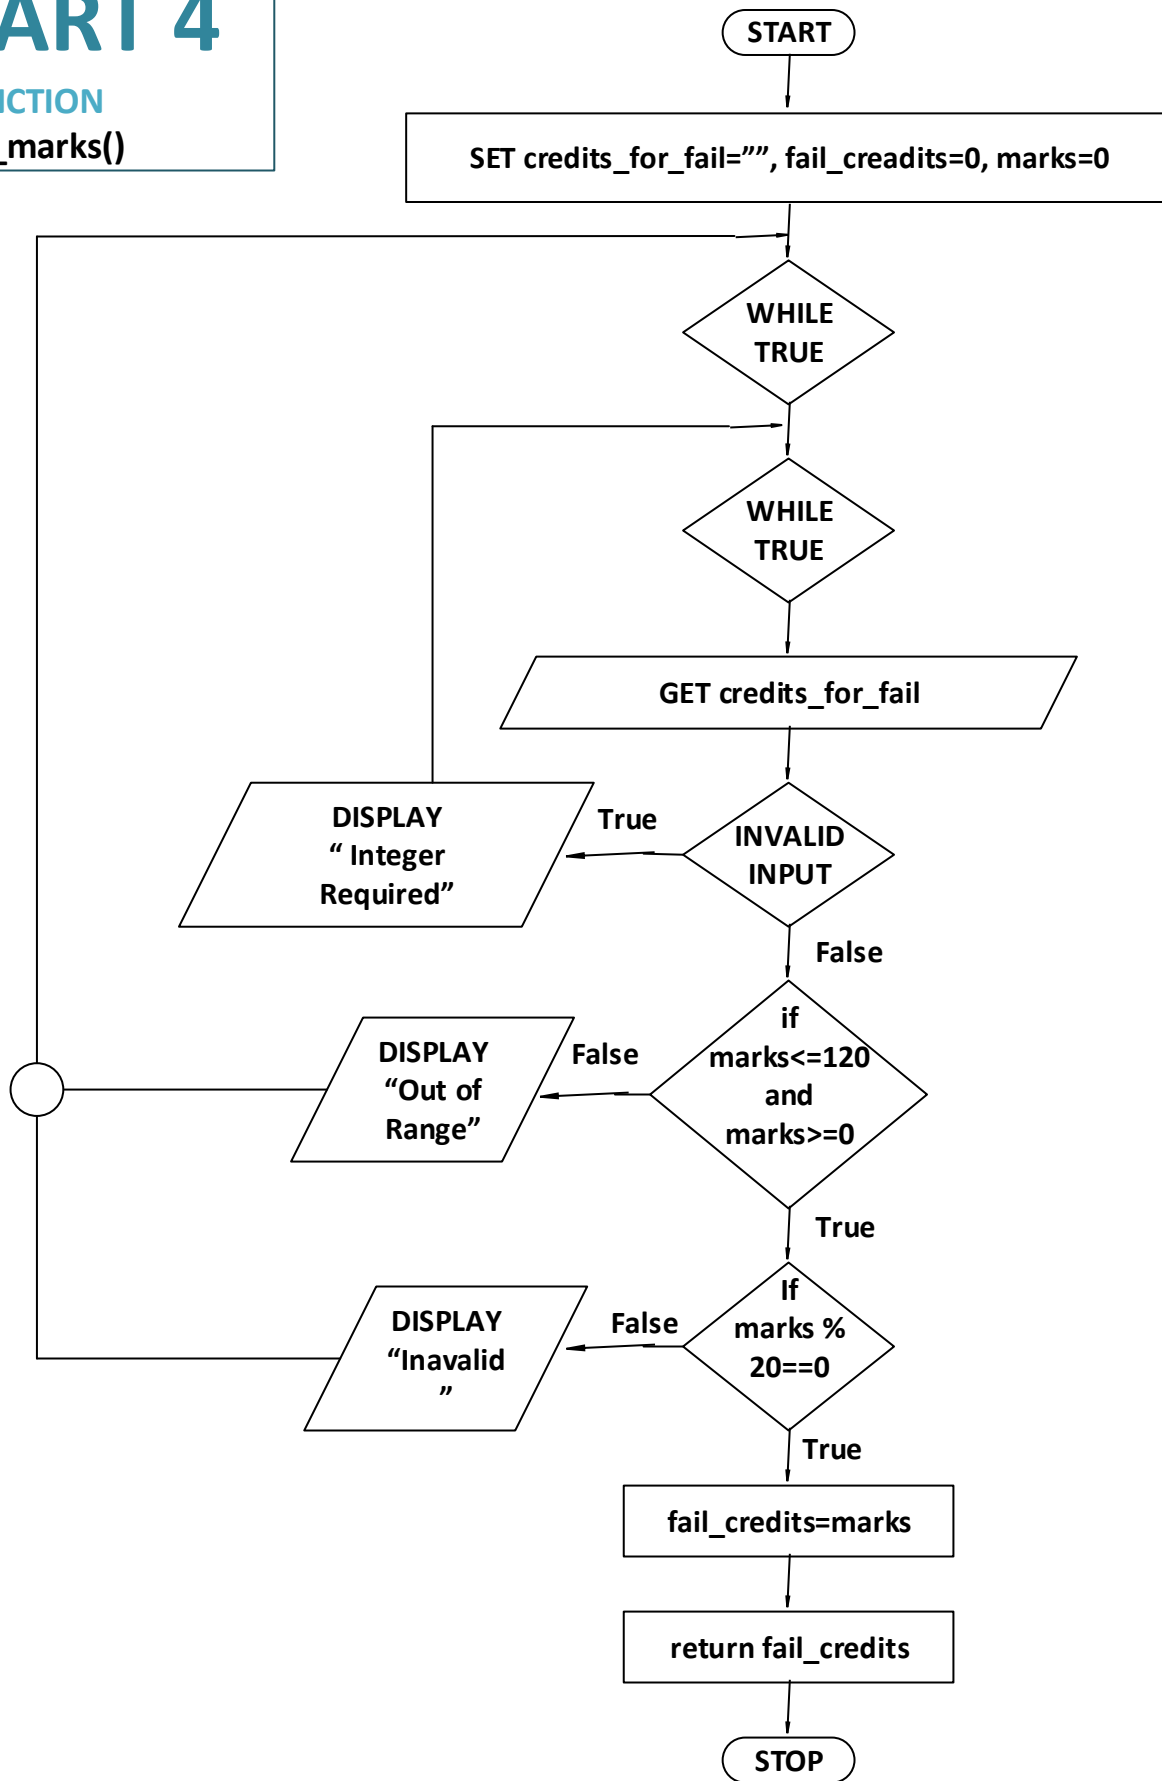 ART 4
NCTION
_marks()
START
SET credits_for_fail=””, fail_creadits=0, marks=0
WHILE
TRUE
WHILE
TRUE
GET credits_for_fail
DISPLAY
“ Integer
Required”
True
INVALID
INPUT
False
DISPLAY
“Out of
Range”
False
if
marks<=120
and
marks>=0
True
DISPLAY
“Inavalid
”
False
If
marks %
20==0
True
fail_credits=marks
return fail_credits
STOP